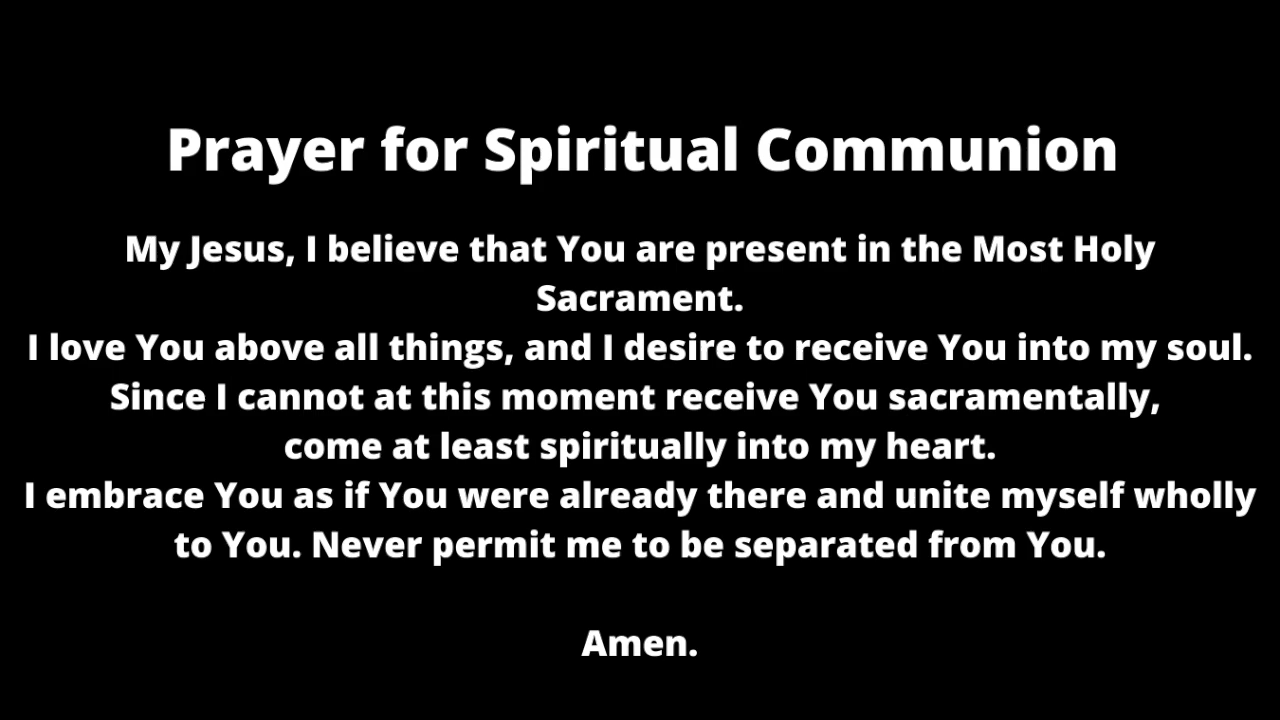 Prayer for Spiritual Communion
My Jesus, I believe that You are present in the Most Holy
Sacrament.
I love You above all things, and I desire to receive You into my soul.
Since I cannot at this moment receive You sacramentally,
come at least spiritually into my heart.
I embrace You as if You were already there and unite myself wholly
to You. Never permit me to be separated from You.
Amen.